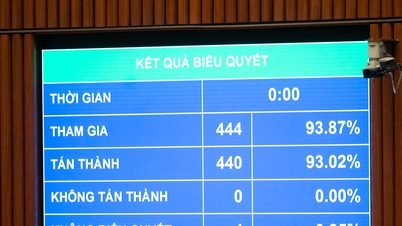 KẾT QUẢ BIỂU QUYẾT
THỜI GIAN 0:00
THAM GIA 444 93.87%
TÁN THÀNH 440 93.02%
KHÔNG TÁN THÀNH 0 0.00%